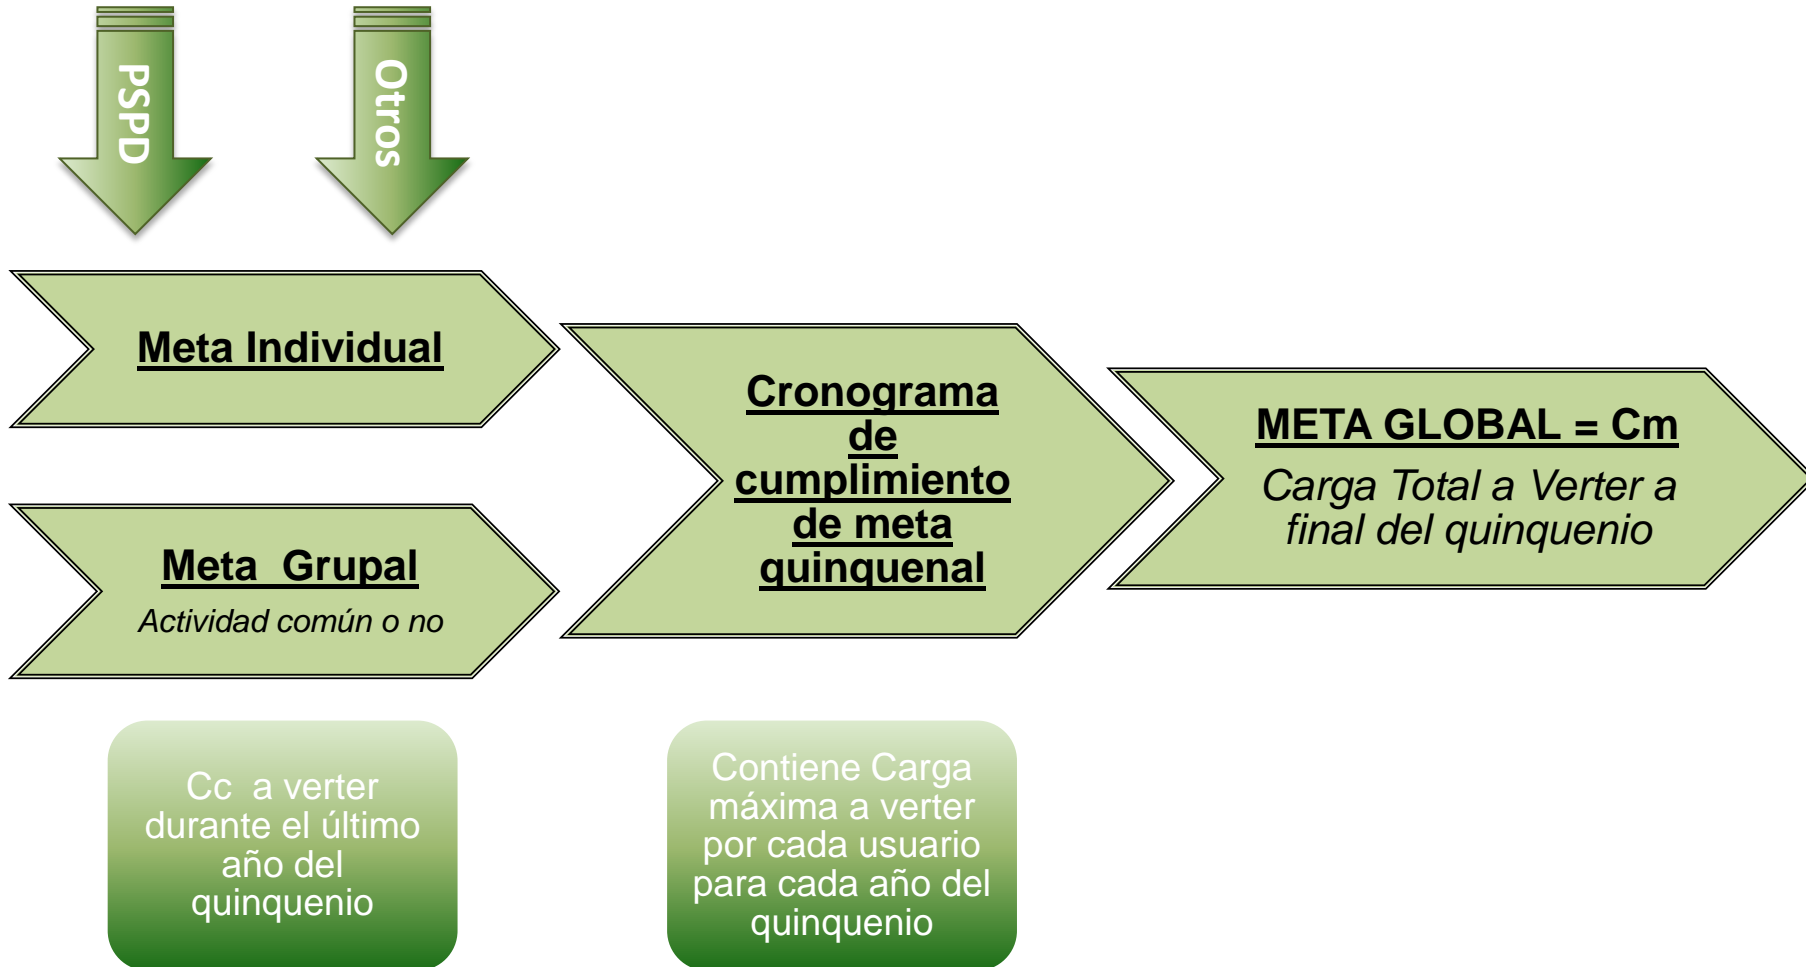 PSPD
Otros
Meta Individual
Meta Grupal
Actividad común o no
Cronograma
de
cumplimiento
de meta
quinquenal
META GLOBAL = Cm
Carga Total a Verter a
final del quinquenio
Cc a verter
durante el último
año del
quinquenio
Contiene Carga
máxima a verter
por cada usuario
para cada año del
quinquenio